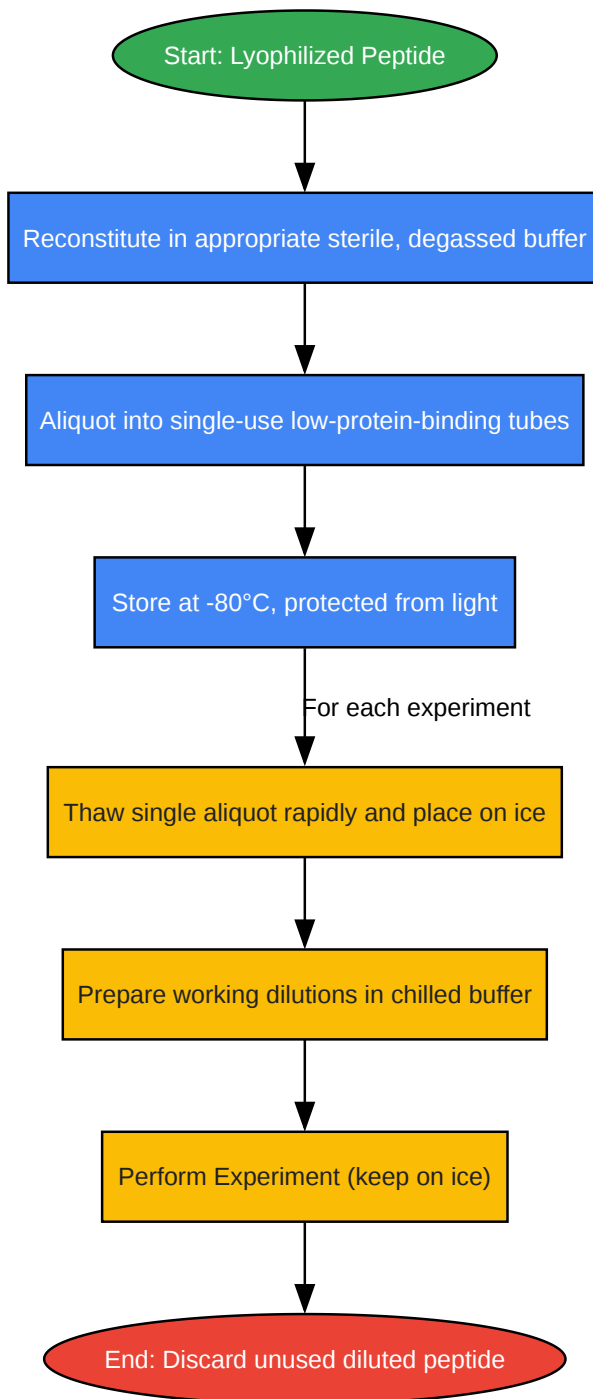 Start: Lyophilized Peptide
Reconstitute in appropriate sterile, degassed buffer
Aliquot into single-use low-protein-binding tubes
Store at -80°C, protected from light
For each experiment
Thaw single aliquot rapidly and place on ice
Prepare working dilutions in chilled buffer
Perform Experiment (keep on ice)
End: Discard unused diluted peptide